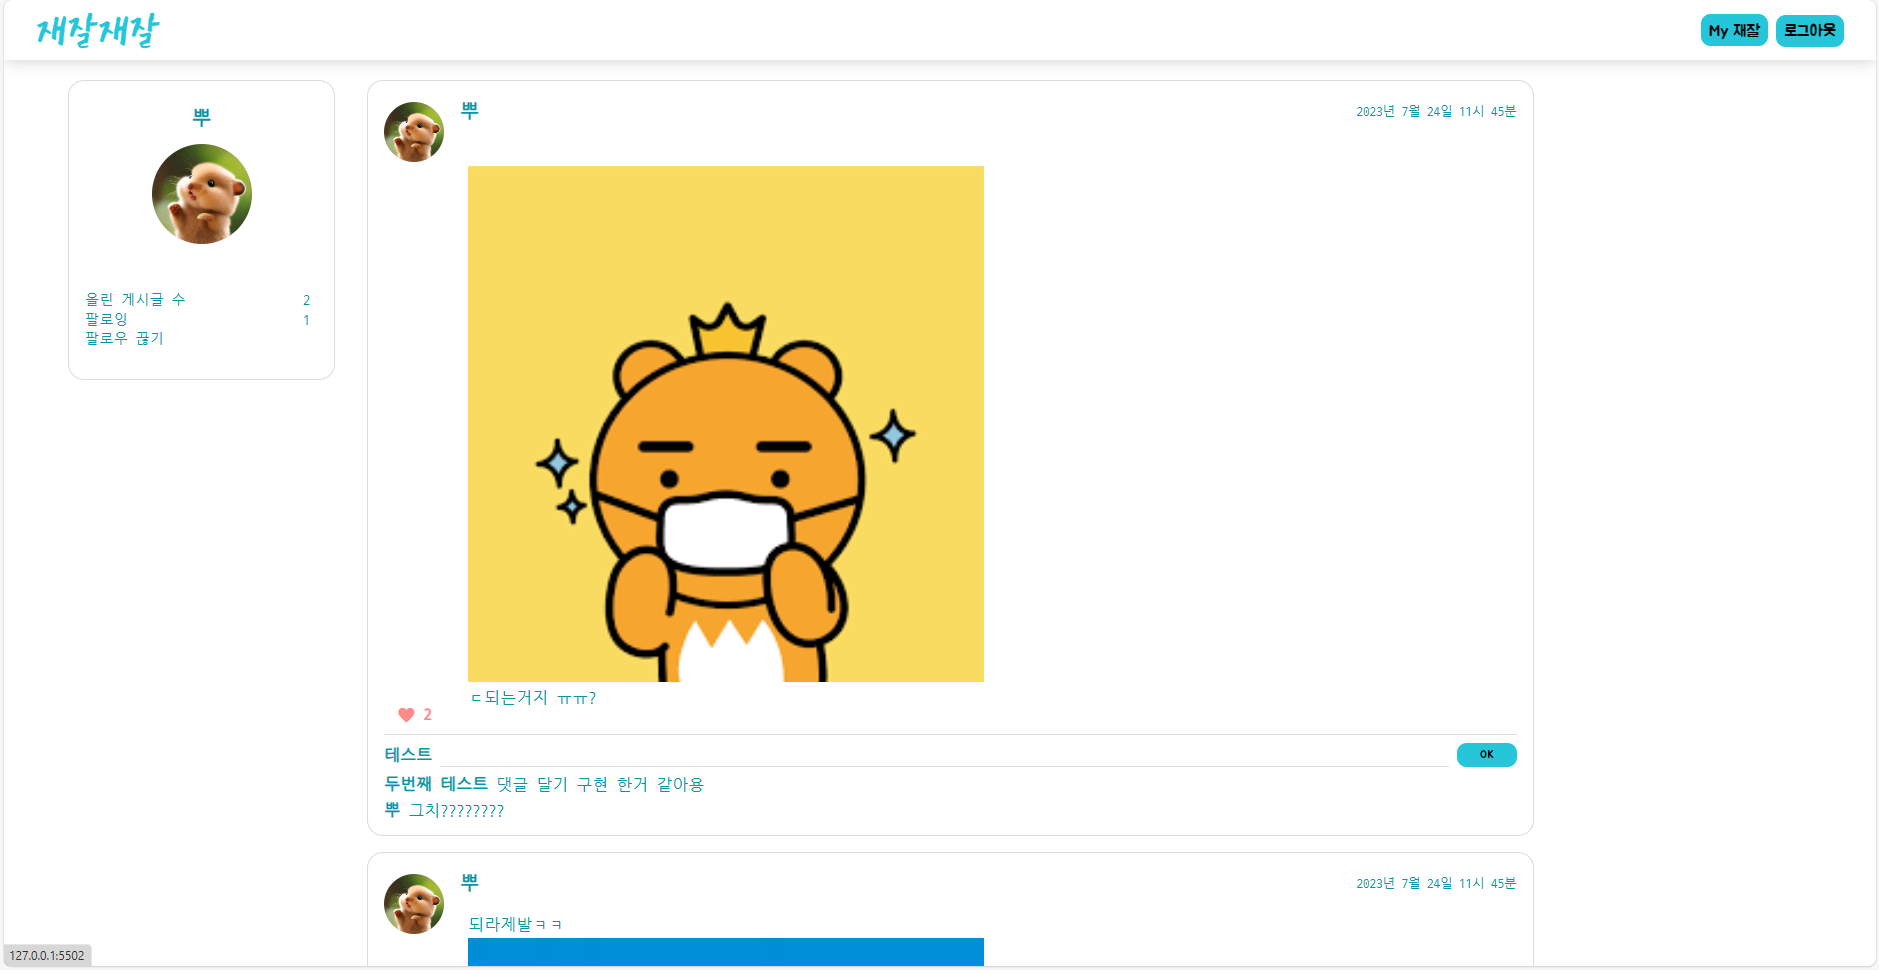 재잘재잘
My 재잘 로그아웃
뿌
올린 게시글 수 2
팔로잉 1
팔로우 끊기
뿌 2023년 7월 24일 11시 45분
ㄷ되는거지 ㅠㅠ?
2
테스트 OK
두번째 테스트 댓글 달기 구현 한거 같아용
뿌 그치????????
뿌 2023년 7월 24일 11시 45분
되라제발ㅋㅋ
127.0.0.1:5502